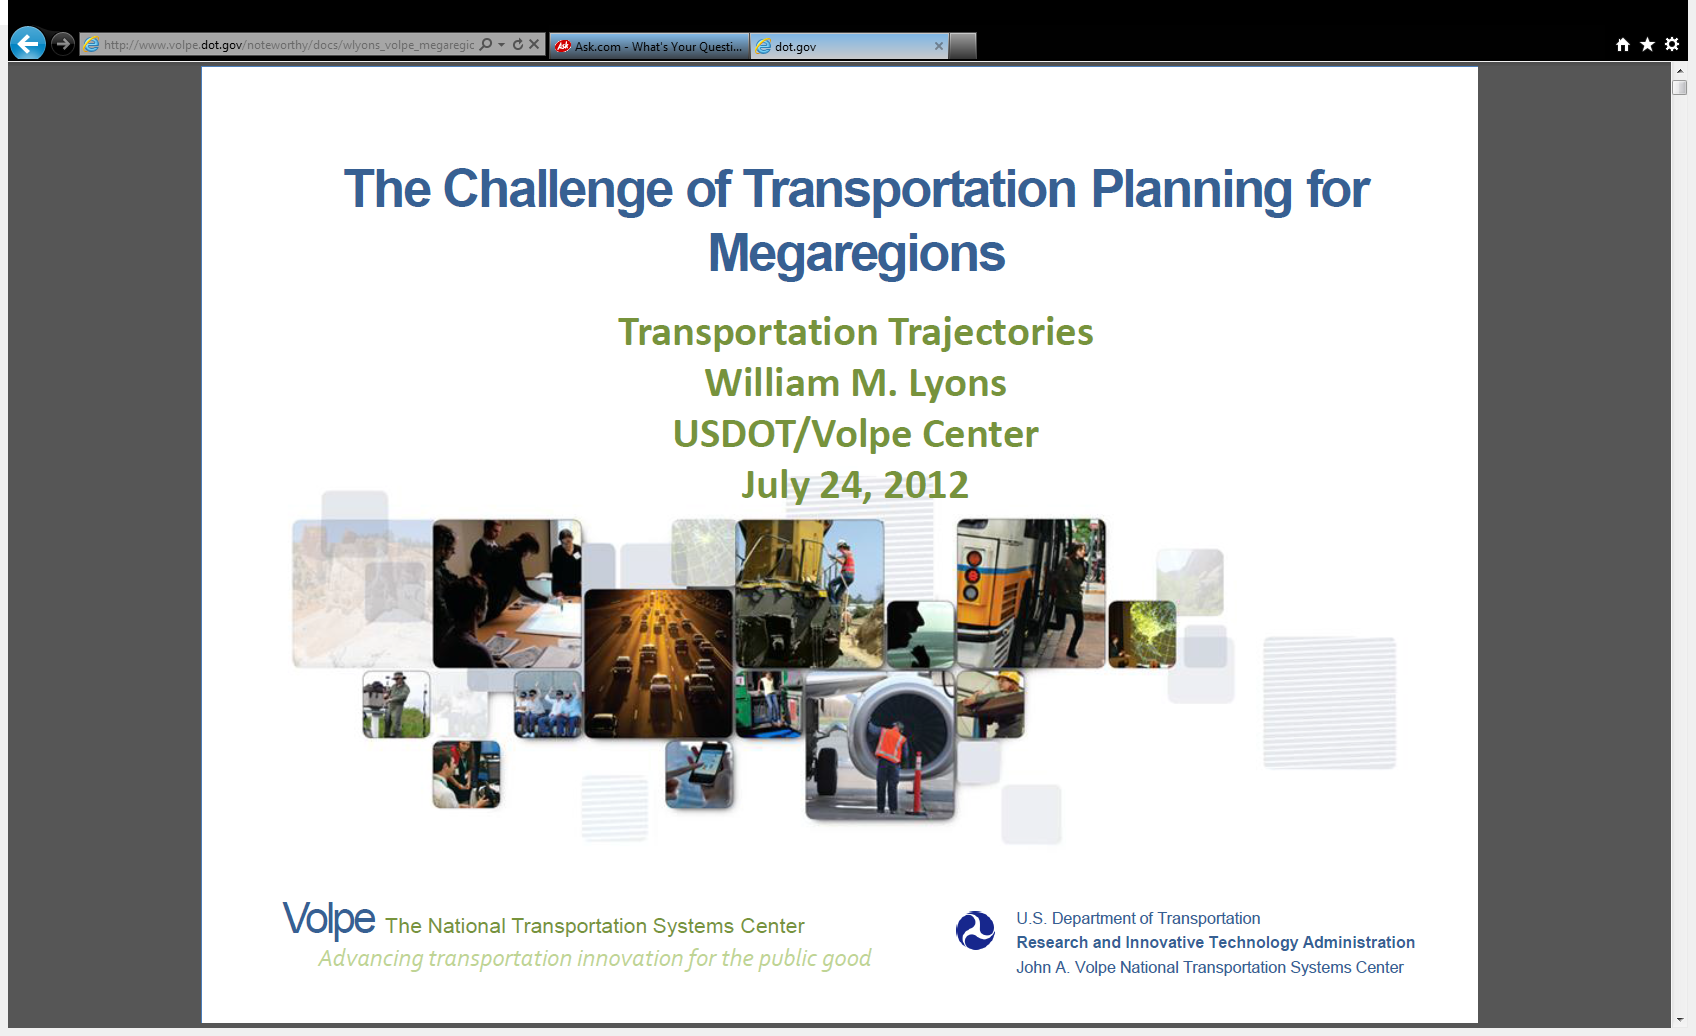 http://www.volpe.dot.gov/noteworthy/docs/wlyons_volpe_megaregic
Ask.com - What's Your Questi...
dot.gov
The Challenge of Transportation Planning for
Megaregions
Transportation Trajectories
William M. Lyons
USDOT/Volpe Center
July 24, 2012
Volpe The National Transportation Systems Center
Advancing transportation innovation for the public good
U.S. Department of Transportation
Research and Innovative Technology Administration
John A. Volpe National Transportation Systems Center